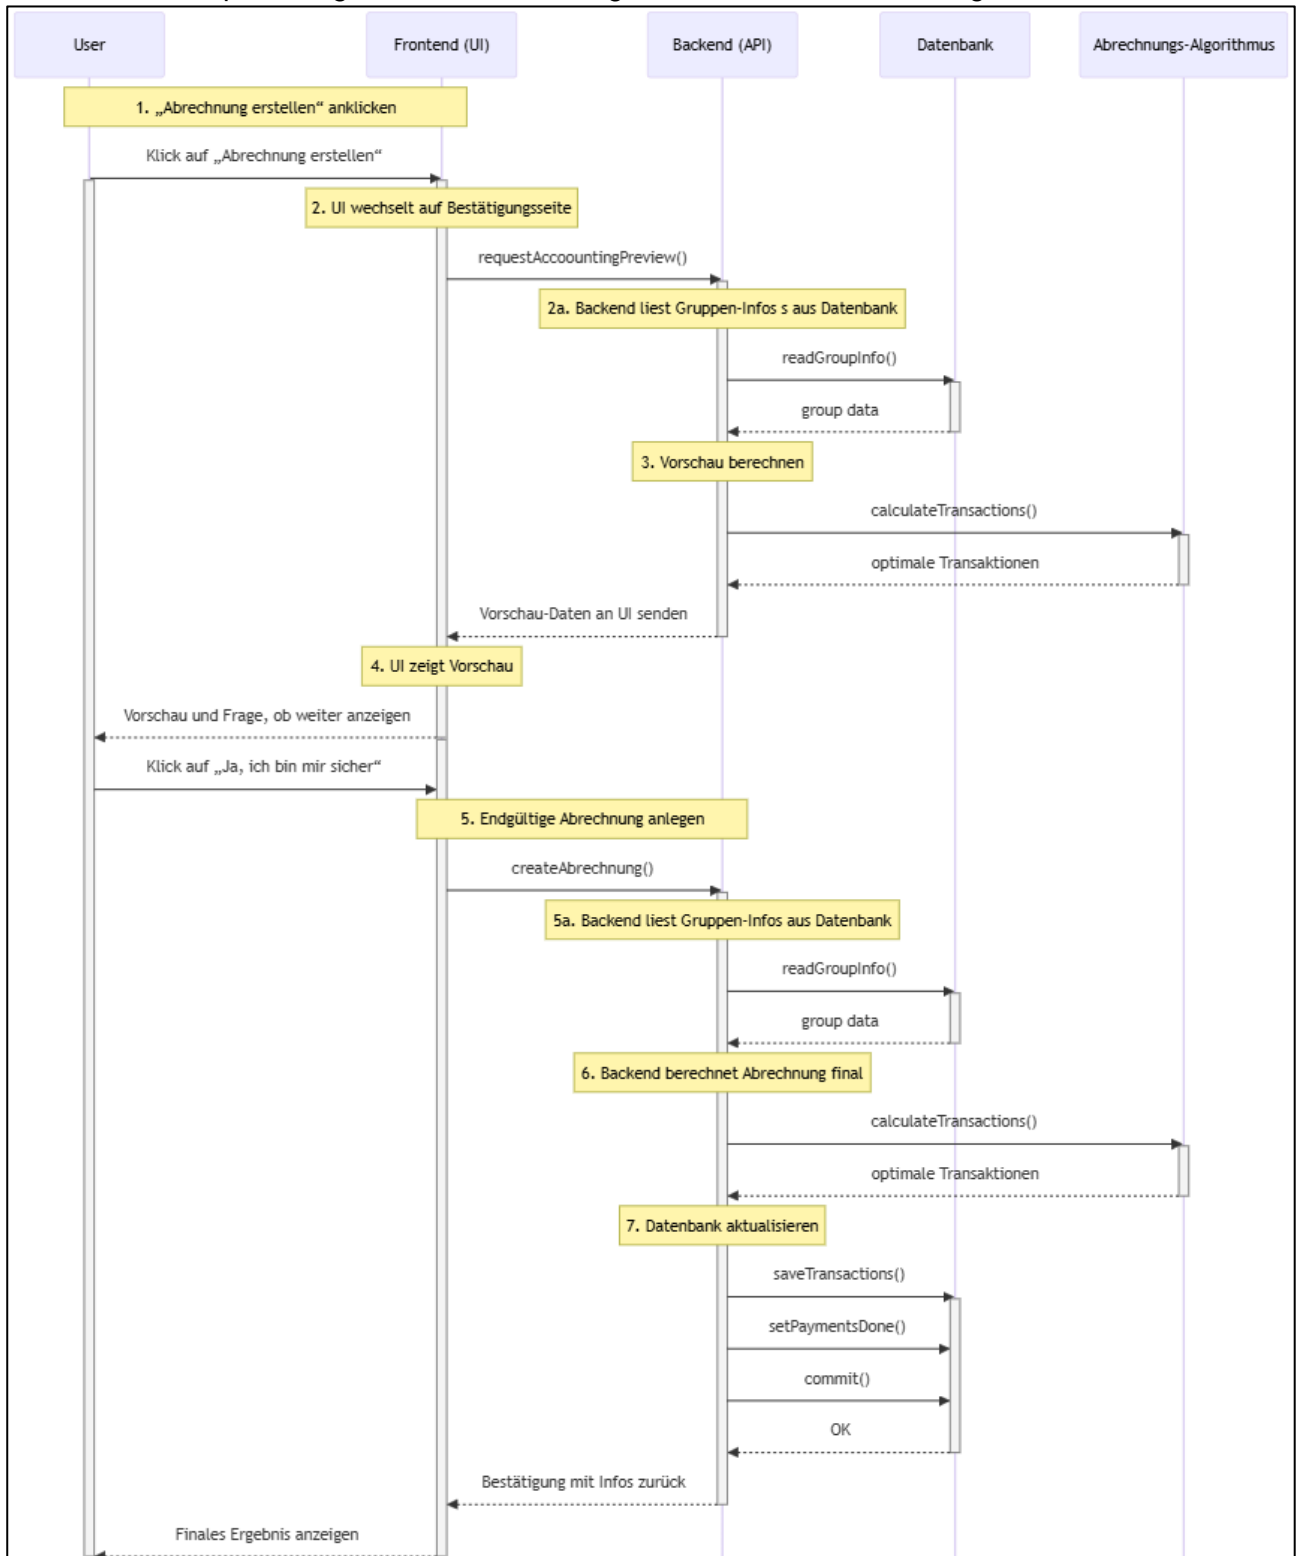 User
Frontend (UI)
Backend (API)
Datenbank
Abrechnungs-Algorithmus
1. „Abrechnung erstellen“ anklicken
Klick auf „Abrechnung erstellen“
2. UI wechselt auf Bestätigungsseite
requestAccoountingPreview()
2a. Backend liest Gruppen-Infos s aus Datenbank
readGroupInfo()
group data
3. Vorschau berechnen
calculateTransactions()
optimale Transaktionen
Vorschau-Daten an UI senden
4. UI zeigt Vorschau
Vorschau und Frage, ob weiter anzeigen
Klick auf „Ja, ich bin mir sicher“
5. Endgültige Abrechnung anlegen
createAbrechnung()
5a. Backend liest Gruppen-Infos aus Datenbank
readGroupInfo()
group data
6. Backend berechnet Abrechnung final
calculateTransactions()
optimale Transaktionen
7. Datenbank aktualisieren
saveTransactions()
setPaymentsDone()
commit()
OK
Bestätigung mit Infos zurück
Finales Ergebnis anzeigen